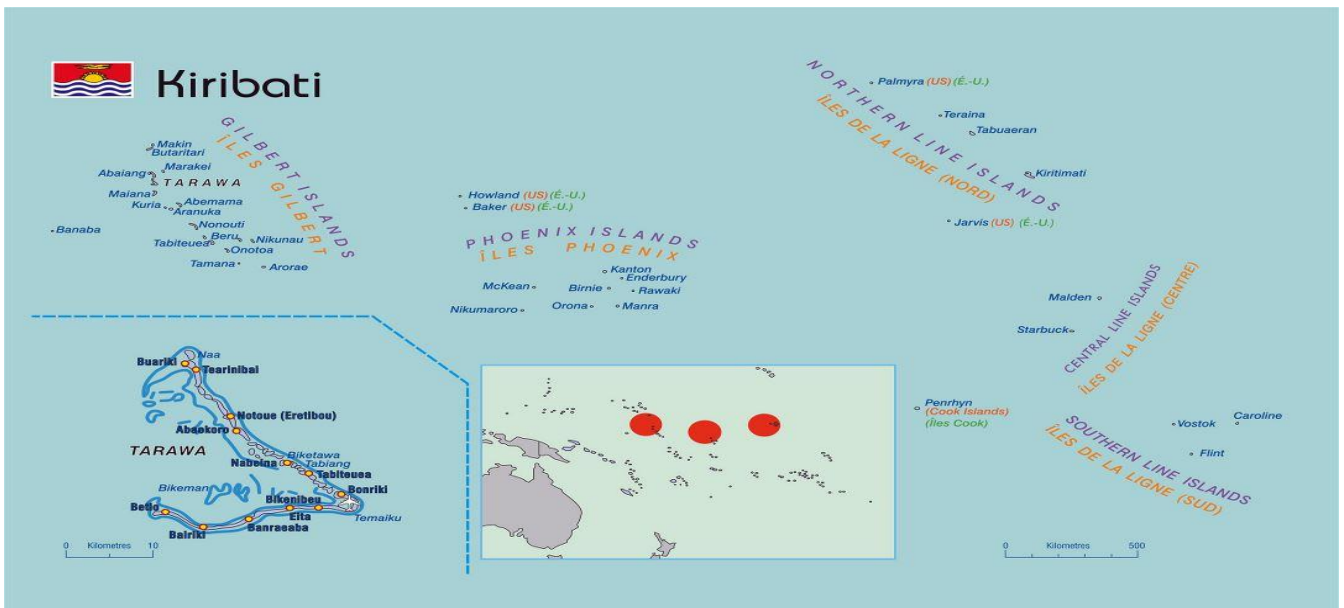 Kiribati
GILBERT ISLANDS
ÎLES GILBERT
Makin
Butaritari
Marakei
Abaiang
TARAWA
Maiana
Abemama
Kuria
Aranuka
Nonouti
Banaba
Beru
Nikunau
Tabiteuea
Onotoa
Tamana
Arorae
Howland (US) (É.-U.)
Baker (US) (É.-U.)
PHOENIX ISLANDS
ÎLES PHOENIX
Kanton
Enderbury
McKean
Birnie
Rawaki
Nikumaroro
Orona
Manra
NORTHERN LINE ISLANDS
ÎLES DE LA LIGNE (NORD)
Palmyra (US) (É.-U.)
Teraina
Tabuaeran
Kiritimati
Jarvis (US) (É.-U.)
CENTRAL LINE ISLANDS
ÎLES DE LA LIGNE (CENTRE)
Malden
Starbuck
Penrhyn
(Cook Islands)
(Îles Cook)
SOUTHERN LINE ISLANDS
ÎLES DE LA LIGNE (SUD)
Vostok
Caroline
Flint
Naa
Buariki
Tearinibai
Notoue (Eretibou)
Abaokoro
TARAWA
Biketawa
Nabeina
Tabiang
Tabiteuea
Bikeman
Bonriki
Bikenibeu
Betio
Eita
Temaiku
Banraeaba
Bairiki
0 Kilometres 10
0 Kilometres 500